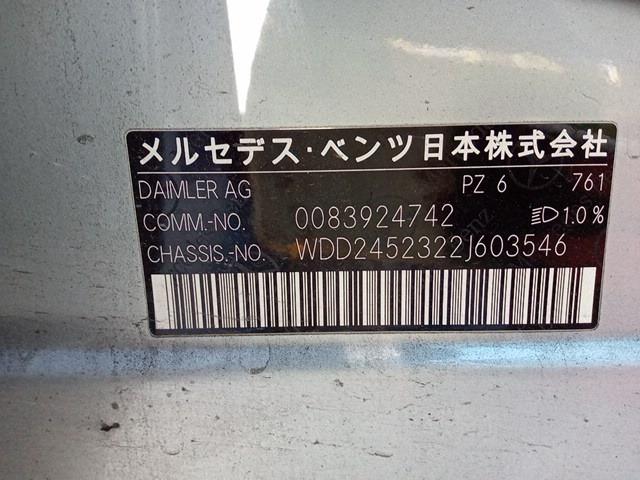 メルセデス・ベンツ日本株式会社
DAIMLER AG PZ 6 761
COMM.-NO. 0083924742 1.0%
CHASSIS.-NO. WDD2452322J603546